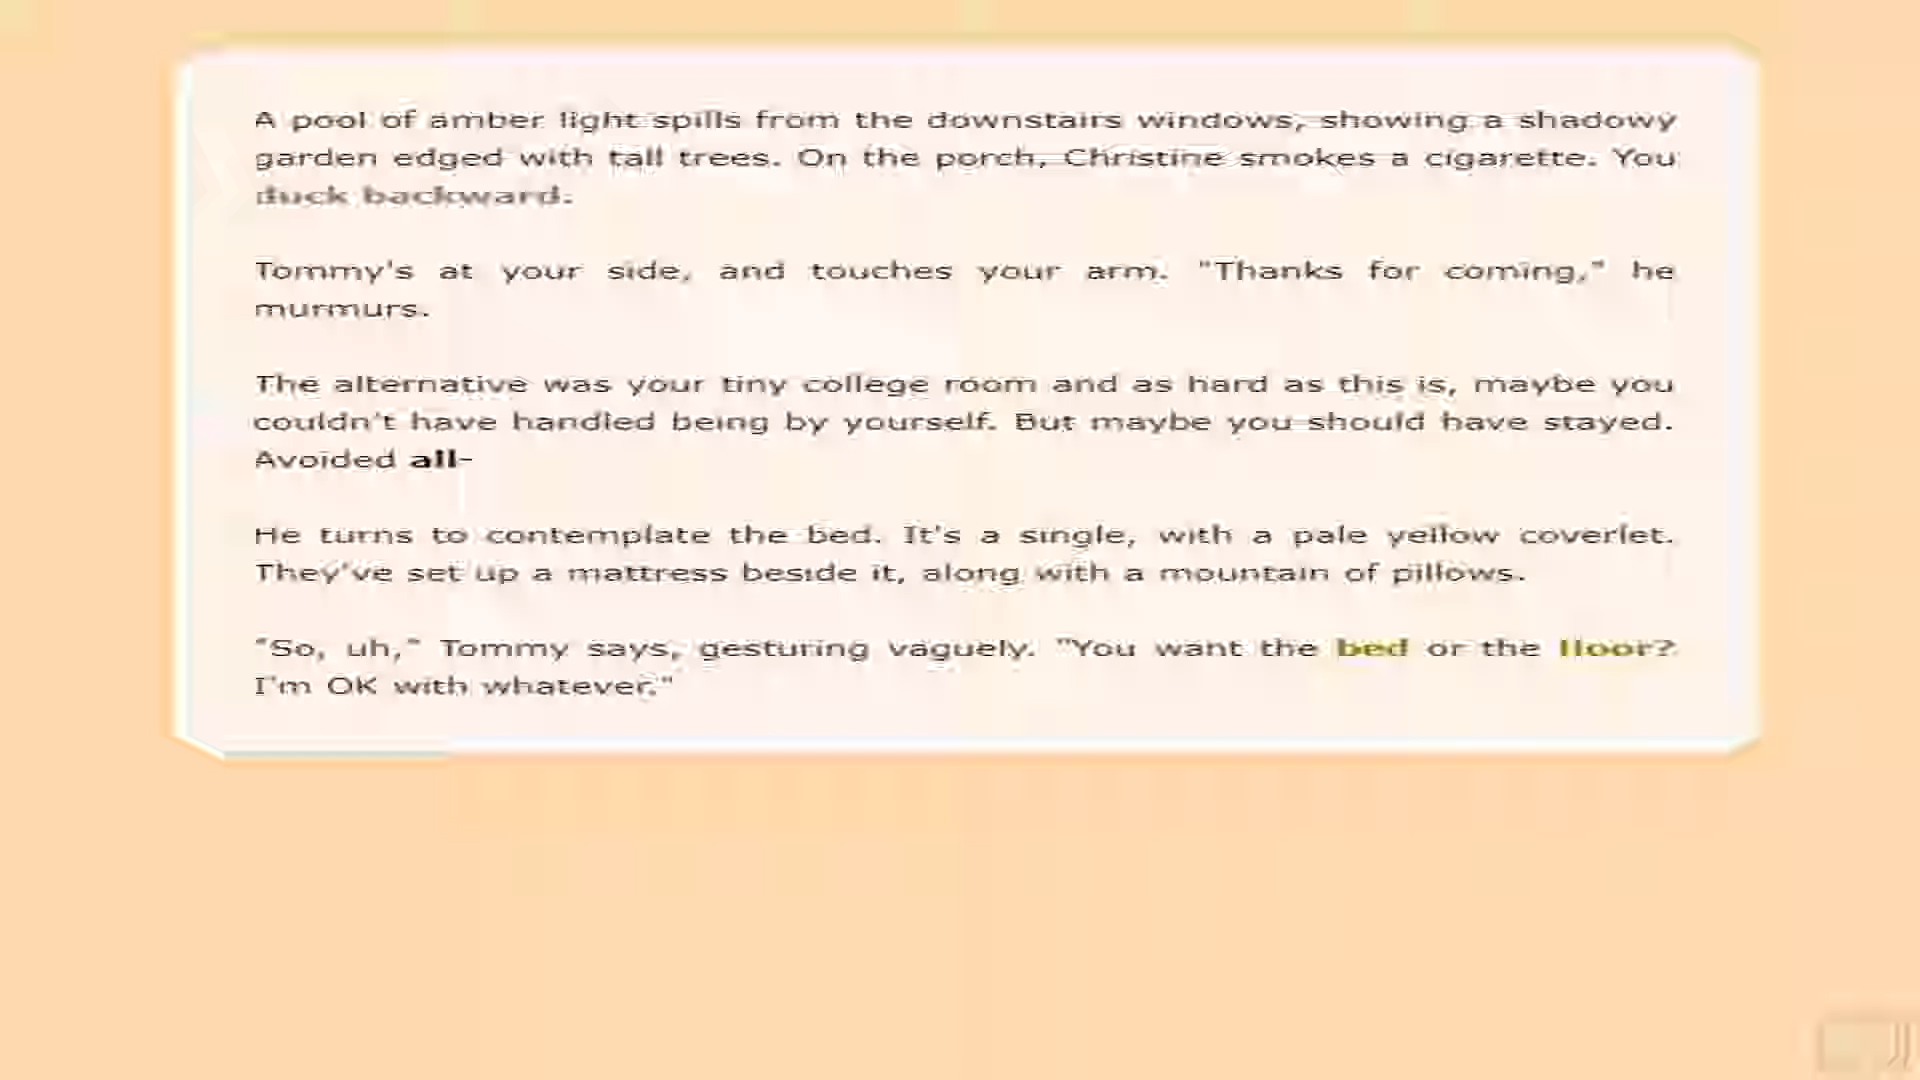 A pool of amber light spills from the downstairs windows, showing a shadowy
garden edged with tall trees. On the porch, Christine smokes a cigarette. You
duck backward.
Tommy's at your side, and touches your arm. "Thanks for coming," he
murmurs.
The alternative was your tiny college room and as hard as this is, maybe you
couldn't have handled being by yourself. But maybe you should have stayed.
Avoided all-
He turns to contemplate the bed. It's a single, with a pale yellow coverlet.
They've set up a mattress beside it, along with a mountain of pillows.
"So, uh," Tommy says, gesturing vaguely. "You want the bed or the floor?
I'm OK with whatever."